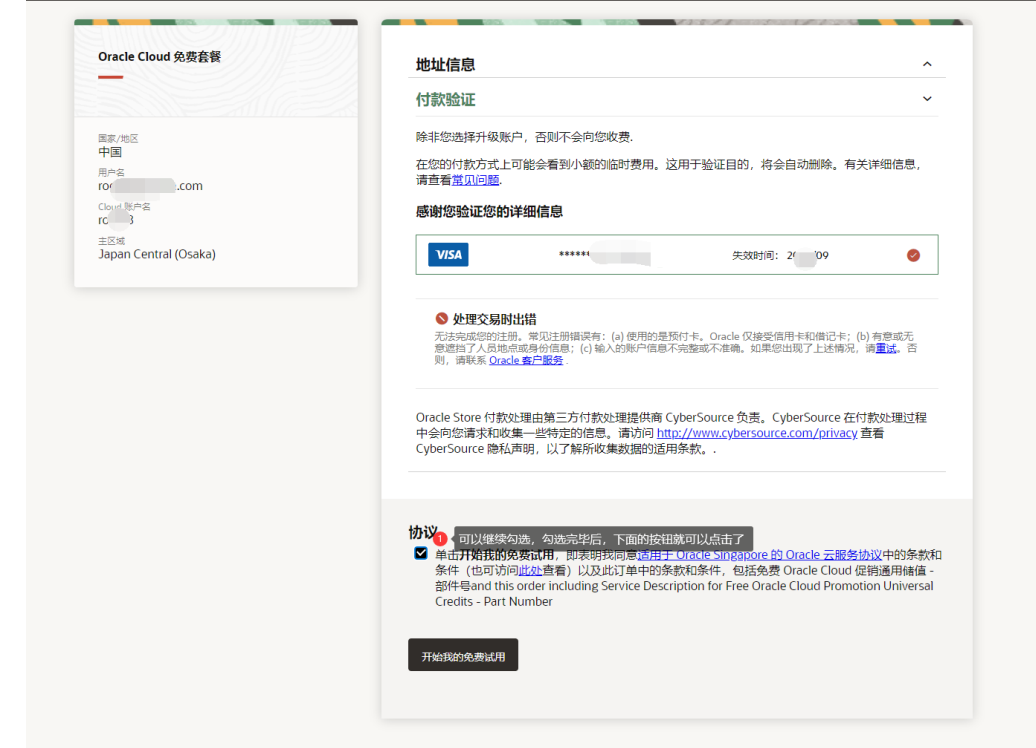 Oracle Cloud 免费套餐
国家/地区
中国
用户名
.com
Cloud 账户名
主区域
Japan Central (Osaka)
地址信息
付款验证
除非您选择升级账户，否则不会向您收费.
在您的付款方式上可能会看到小额的临时费用。这用于验证目的，将会自动删除。有关详细信息，
请查看常见问题.
感谢您验证您的详细信息
VISA ****** 失效时间： /09
处理交易时出错
无法完成您的注册。常见注册错误有：(a) 使用的是预付卡。Oracle 仅接受信用卡和借记卡；(b) 有意或无
意遮挡了人员地点或身份信息；(c) 输入的账户信息不完整或不准确。如果您出现了上述情况，请重试。否
则，请联系 Oracle 客户服务 .
Oracle Store 付款处理由第三方付款处理提供商 CyberSource 负责。CyberSource 在付款处理过程
中会向您请求和收集一些特定的信息。请访问 http://www.cybersource.com/privacy 查看
CyberSource 隐私声明，以了解所收集数据的适用条款。.
协议
1 可以继续勾选，勾选完毕后，下面的按钮就可以点击了
单击开始我的免费试用，即表明我同意适用于 Oracle Singapore 的 Oracle 云服务协议中的条款和
条件（也可访问此处查看）以及此订单中的条款和条件，包括免费 Oracle Cloud 促销通用储值 -
部件号and this order including Service Description for Free Oracle Cloud Promotion Universal
Credits - Part Number
开始我的免费试用